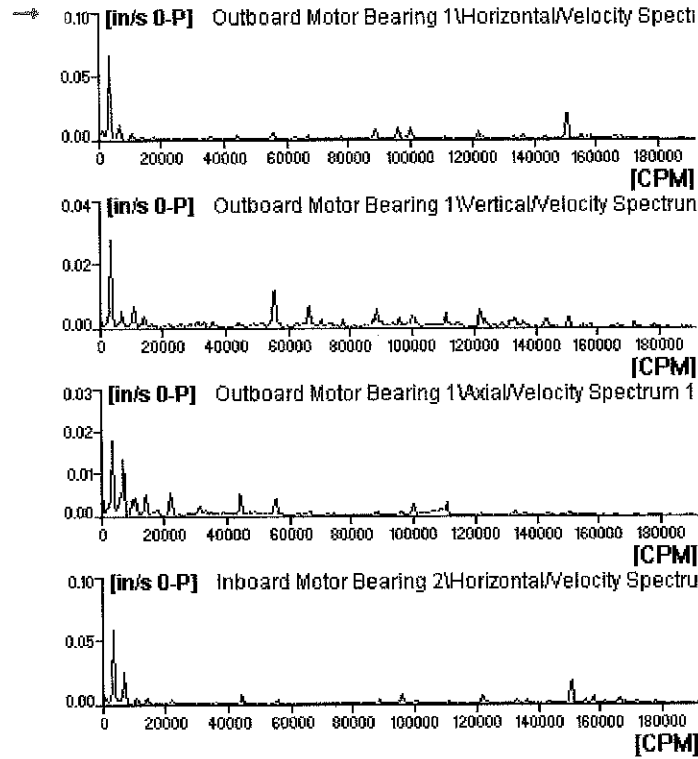 0.10 [in/s 0-P] Outboard Motor Bearing 1\Horizontal/Velocity Spectr
0.05
0.00
0 20000 40000 60000 80000 100000 120000 140000 160000 180000
[CPM]
0.04 [in/s 0-P] Outboard Motor Bearing 1\Vertical/Velocity Spectrun
0.02
0.00
0 20000 40000 60000 80000 100000 120000 140000 160000 180000
[CPM]
0.03 [in/s 0-P] Outboard Motor Bearing 1\Axial/Velocity Spectrum 1
0.02
0.01
0.00
0 20000 40000 60000 80000 100000 120000 140000 160000 180000
[CPM]
0.10 [in/s 0-P] Inboard Motor Bearing 2\Horizontal/Velocity Spectru
0.05
0.00
0 20000 40000 60000 80000 100000 120000 140000 160000 180000
[CPM]